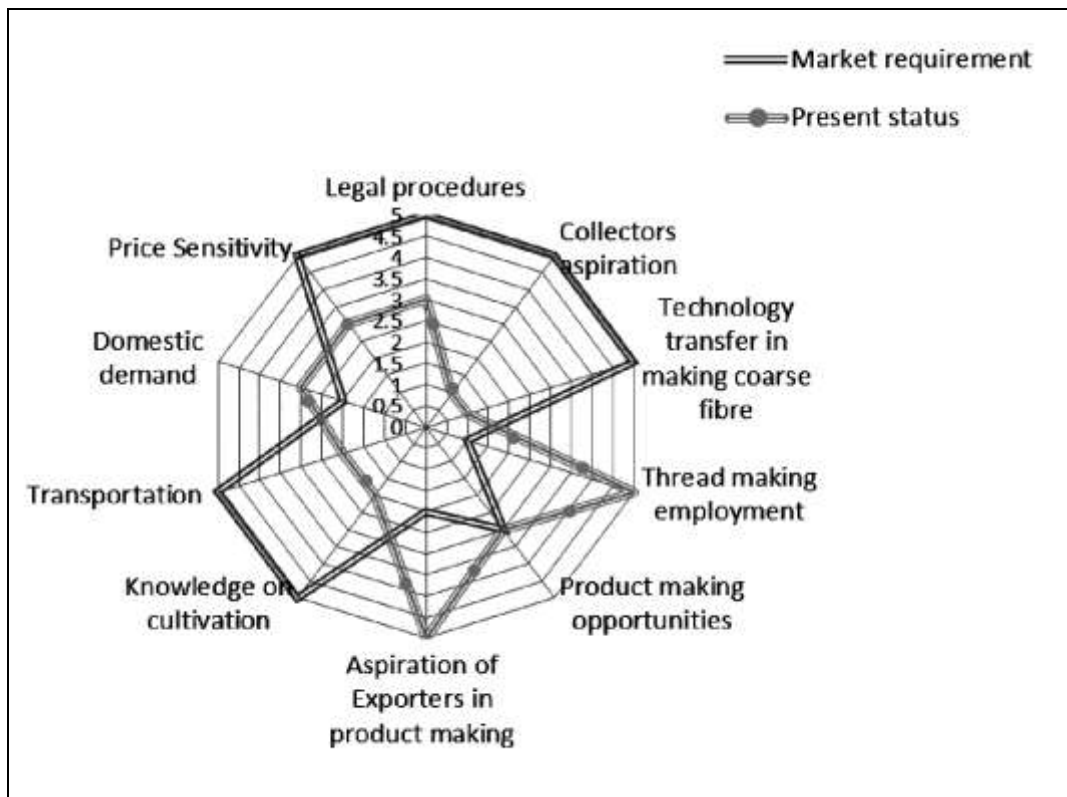 Market requirement
Present status
Legal procedures
5
4.5
4
3.5
3
2.5
2
1.5
1
0.5
0
Collectors
aspiration
Technology
transfer in
making coarse
fibre
Thread making
employment
Product making
opportunities
Aspiration of
Exporters in
product making
Knowledge on
cultivation
Transportation
Domestic
demand
Price Sensitivity